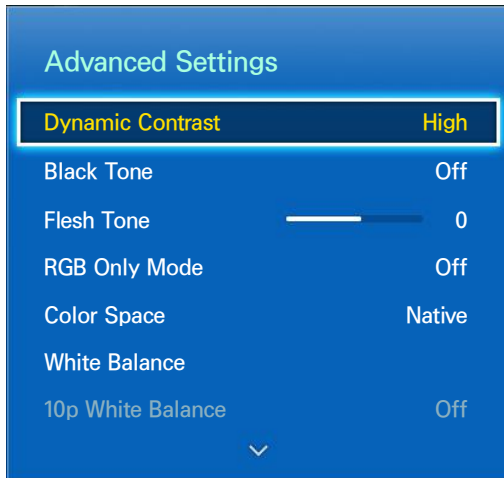 Advanced Settings
Dynamic Contrast High
Black Tone Off
Flesh Tone 0
RGB Only Mode Off
Color Space Native
White Balance
10p White Balance Off